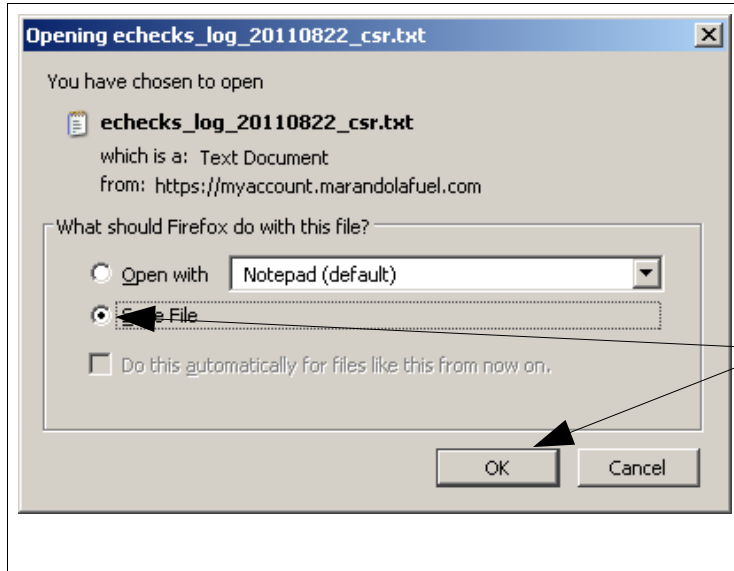 Opening echecks_log_20110822_csr.txt
You have chosen to open
echecks_log_20110822_csr.txt
which is a: Text Document
from: https://myaccount.marandolafuel.com
What should Firefox do with this file?
Open with Notepad (default)
File
Do this automatically for files like this from now on.
OK Cancel